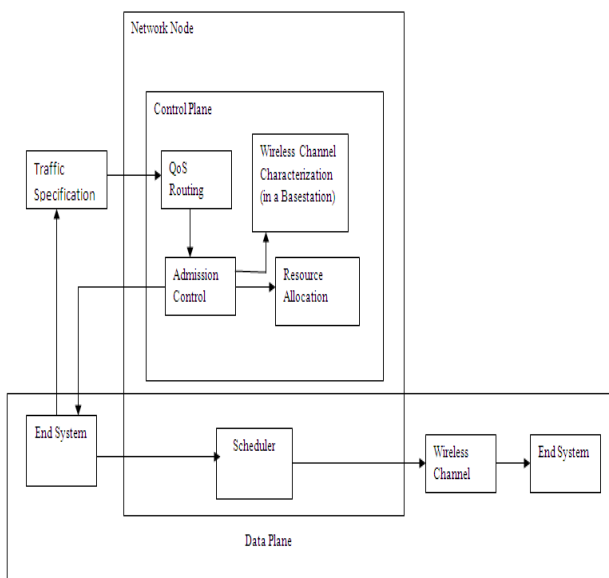 Network Node
Control Plane
Traffic
Specification
QoS
Routing
Wireless Channel
Characterization
(in a Basestation)
Admission
Control
Resource
Allocation
End System
Scheduler
Wireless
Channel
End System
Data Plane